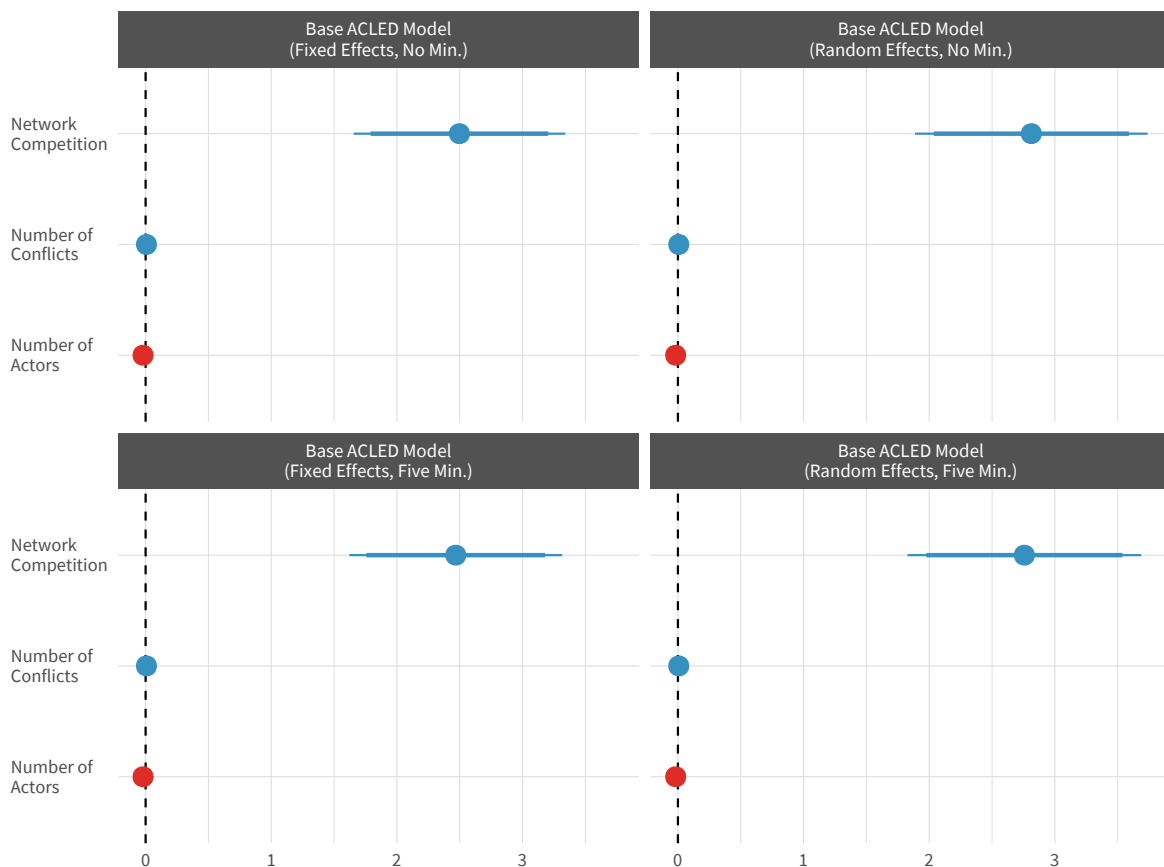 Base ACLED Model
(Fixed Effects, No Min.)
Base ACLED Model
(Random Effects, No Min.)
Network
Competition
Number of
Conflicts
Number of
Actors
Base ACLED Model
(Fixed Effects, Five Min.)
Base ACLED Model
(Random Effects, Five Min.)
Network
Competition
Number of
Conflicts
Number of
Actors
0 1 2 3
0 1 2 3